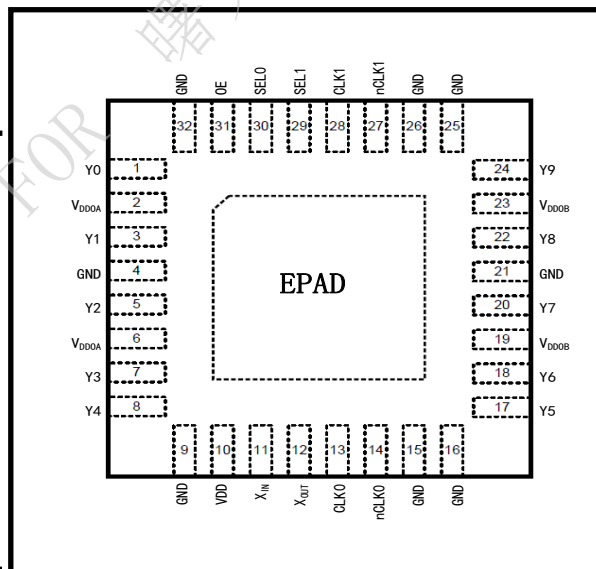 FOR
曙
GND OE SEL0 SEL1 CLK1 nCLK1 GND GND
32 31 30 29 28 27 26 25
Y0 1 24 Y9
VDDOA 2 23 VDDOB
Y1 3 22 Y8
GND 4 21 GND
Y2 5 20 Y7
VDDOA 6 19 VDDOB
Y3 7 18 Y6
Y4 8 17 Y5
EPAD
9 10 11 12 13 14 15 16
GND VDD XIN XOUT CLK0 nCLK0 GND GND